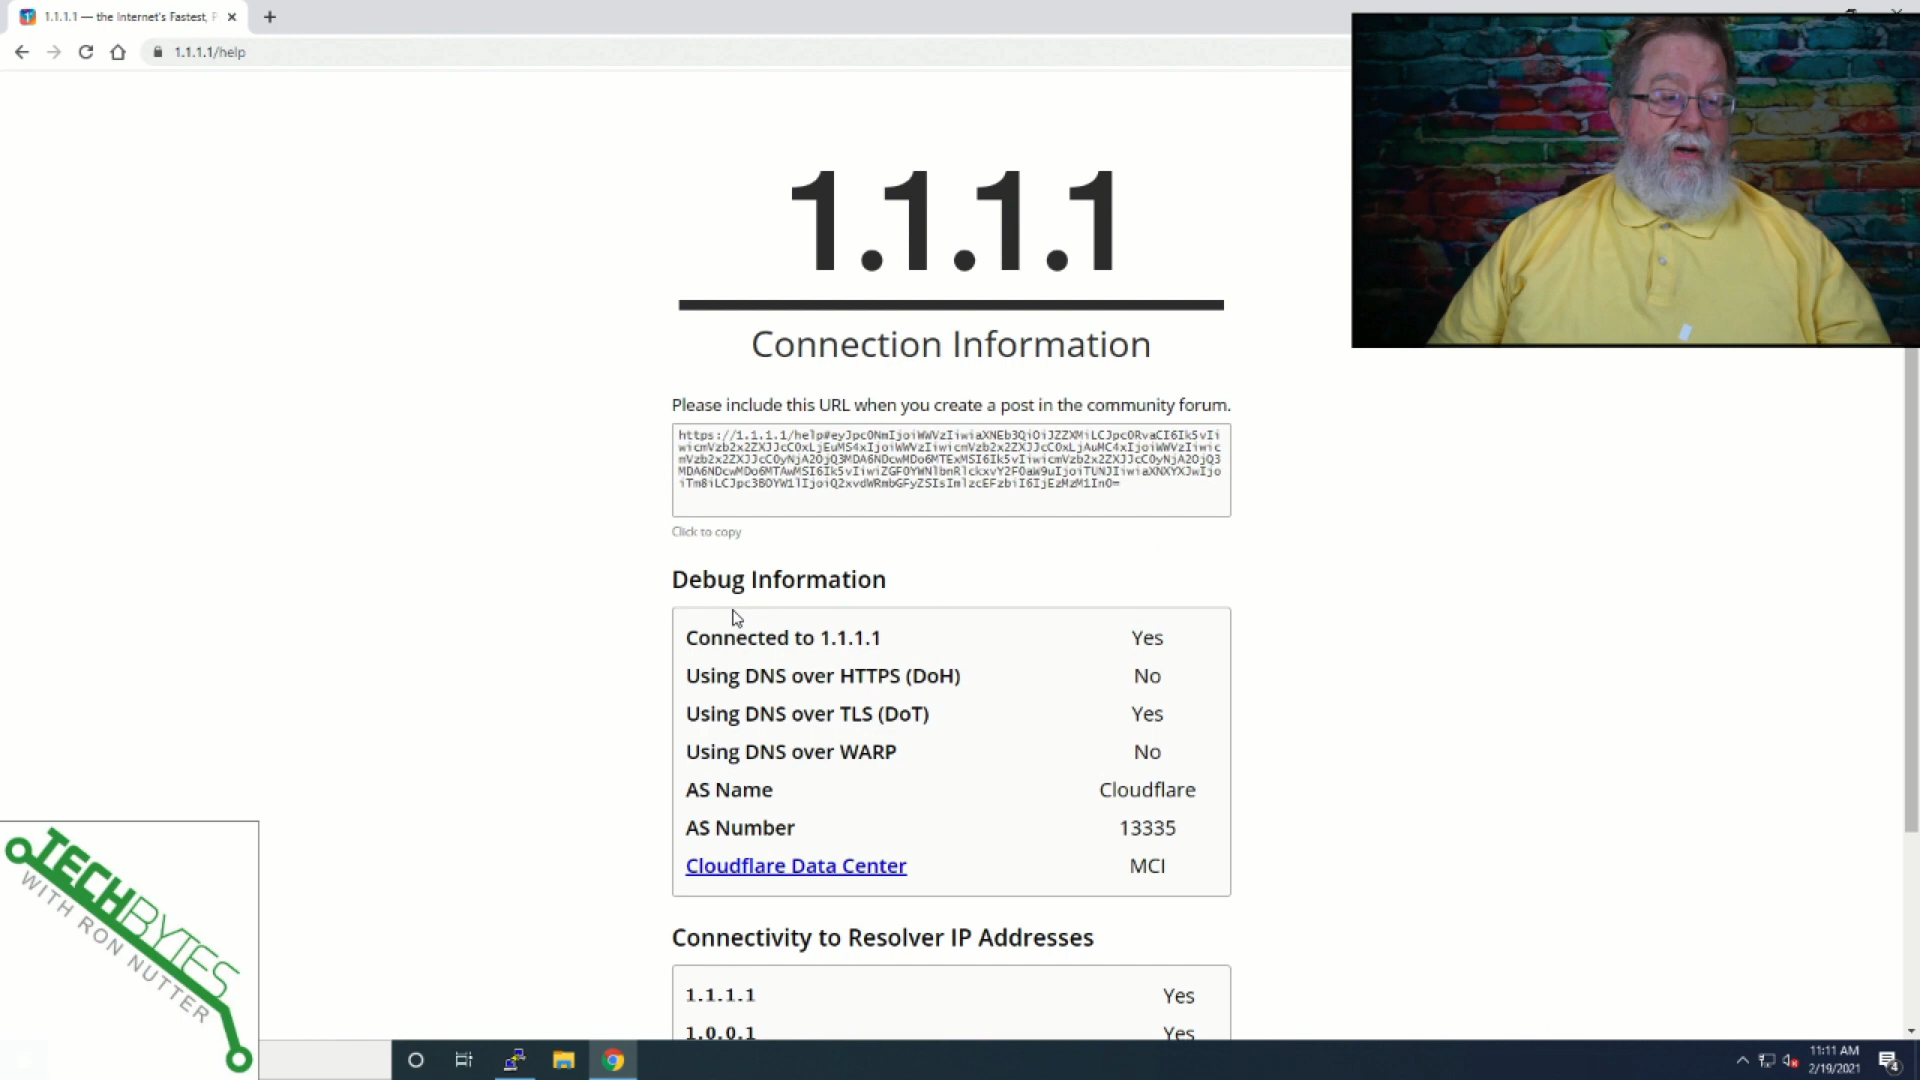 1.1.1.1 — the Internet's Fastest, P
1.1.1.1/help
1.1.1.1
Connection Information
Please include this URL when you create a post in the community forum.
Click to copy
Debug Information
Connected to 1.1.1.1 Yes
Using DNS over HTTPS (DoH) No
Using DNS over TLS (DoT) Yes
Using DNS over WARP No
AS Name Cloudflare
AS Number 13335
Cloudflare Data Center MCI
Connectivity to Resolver IP Addresses
1.1.1.1 Yes
1.0.0.1 Yes
TECHBYTES
WITH RON NUTTER
11:11 AM
2/19/2021
4